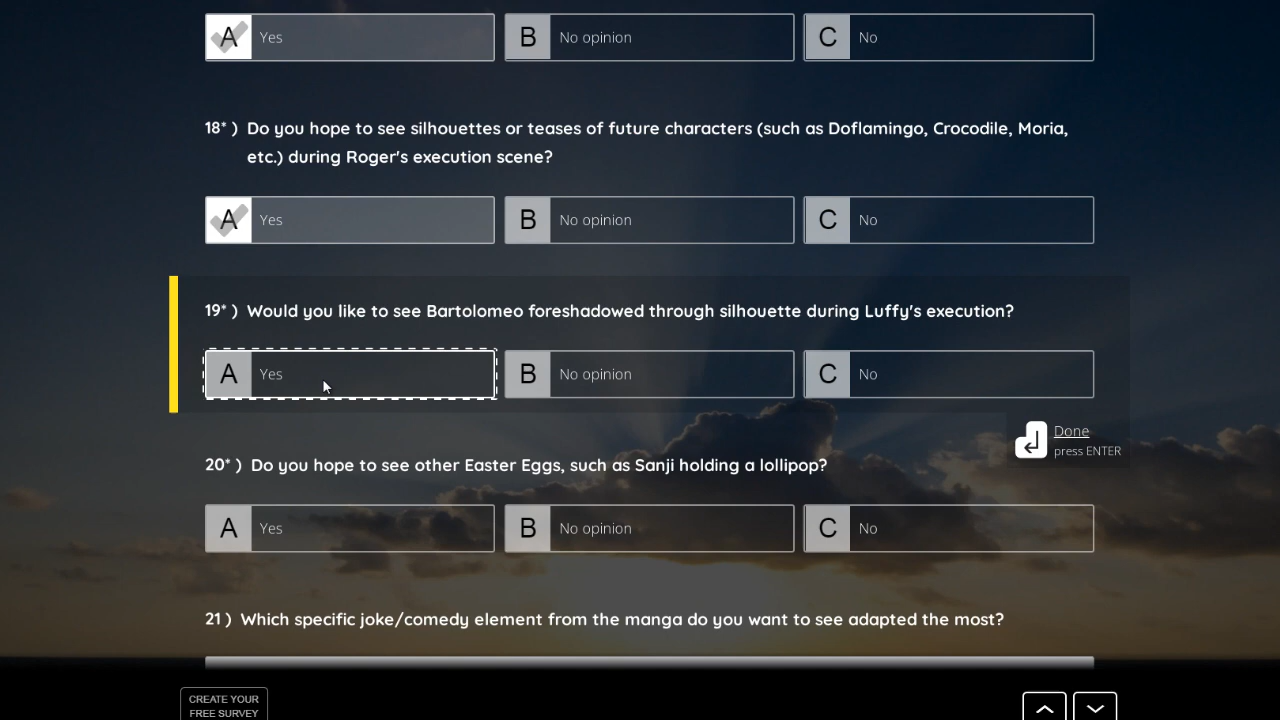 A Yes B No opinion C No
18* ) Do you hope to see silhouettes or teases of future characters (such as Doflamingo, Crocodile, Moria,
etc.) during Roger's execution scene?
A Yes B No opinion C No
19* ) Would you like to see Bartolomeo foreshadowed through silhouette during Luffy's execution?
A Yes B No opinion C No
Done
press ENTER
20* ) Do you hope to see other Easter Eggs, such as Sanji holding a lollipop?
A Yes B No opinion C No
21 ) Which specific joke/comedy element from the manga do you want to see adapted the most?
CREATE YOUR
FREE SURVEY